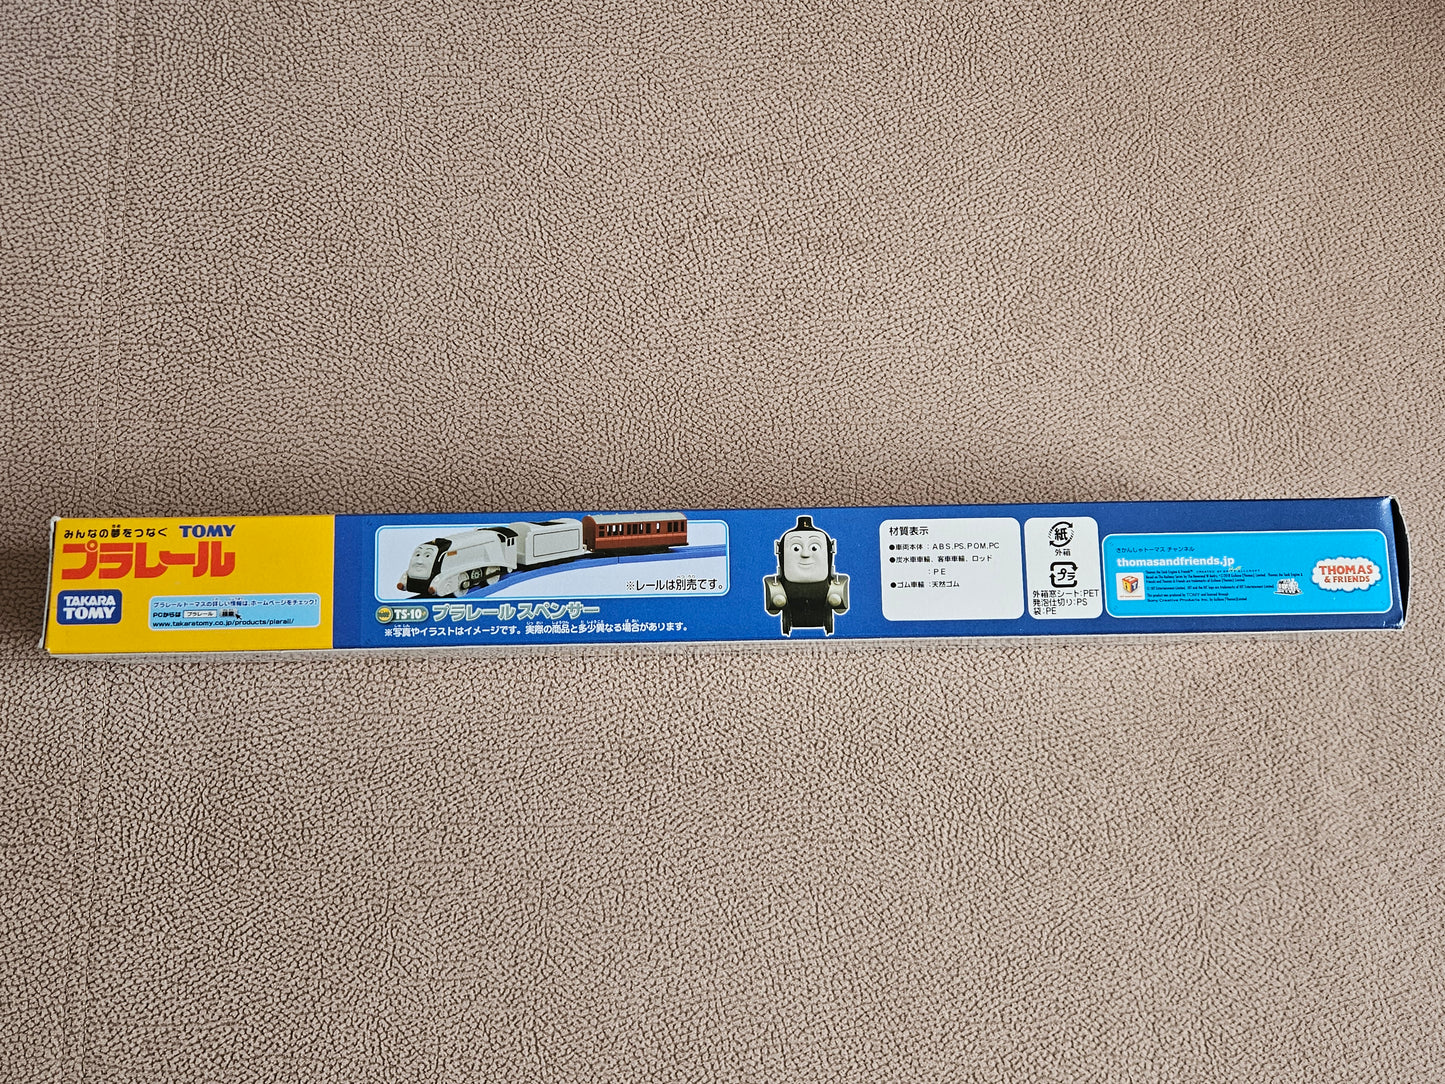 みんなの夢をつなぐ TOMY
プラレール
TAKARA
TOMY
プラレールトーマスの詳しい情報は、ホームページをチェック!
PCからは プラレール 検索
www.takaratomy.co.jp/products/plarail/
※レールは別売です。
TS-10 プラレール スペンサー
※写真やイラストはイメージです。実際の商品と多少異なる場合があります。
材質表示
●車両本体:ABS,PS,POM,PC
●炭水車車輪、客車車輪、ロッド
:PE
●ゴム車輪:天然ゴム
紙
外箱
プラ
外箱窓シート:PET
発泡仕切り:PS
袋:PE
きかんしゃトーマス チャンネル
thomasandfriends.jp
THOMAS
& FRIENDS